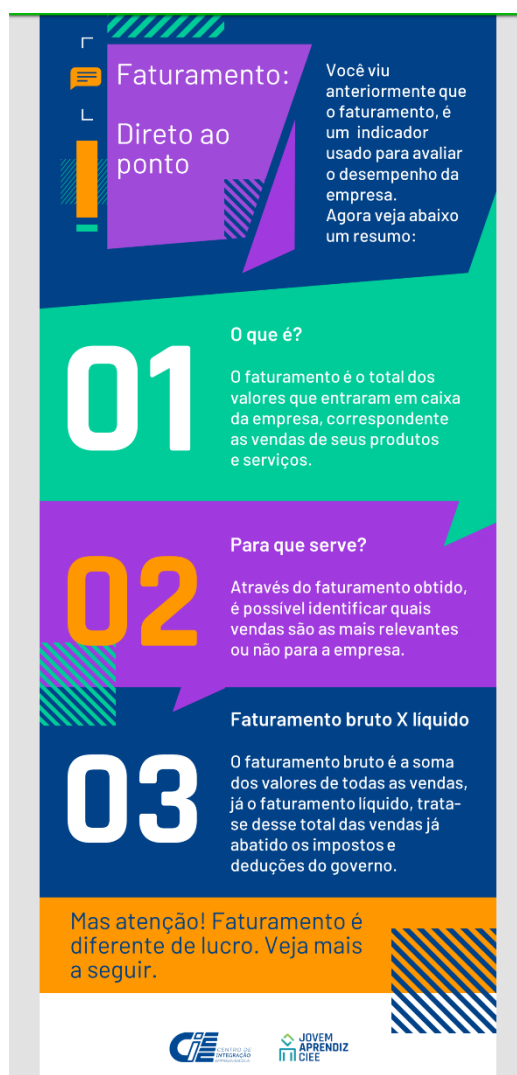 Faturamento:
Direto ao
ponto
Você viu
anteriormente que
o faturamento, é
um indicador
usado para avaliar
o desempenho da
empresa.
Agora veja abaixo
um resumo:
01
O que é?
O faturamento é o total dos
valores que entraram em caixa
da empresa, correspondente
as vendas de seus produtos
e serviços.
02
Para que serve?
Através do faturamento obtido,
é possível identificar quais
vendas são as mais relevantes
ou não para a empresa.
03
Faturamento bruto X líquido
O faturamento bruto é a soma
dos valores de todas as vendas,
já o faturamento líquido, trata-
se desse total das vendas já
abatido os impostos e
deduções do governo.
Mas atenção! Faturamento é
diferente de lucro. Veja mais
a seguir.
CIEE
CENTRO DE
INTEGRAÇÃO
JOVEM
APRENDIZ
CIEE